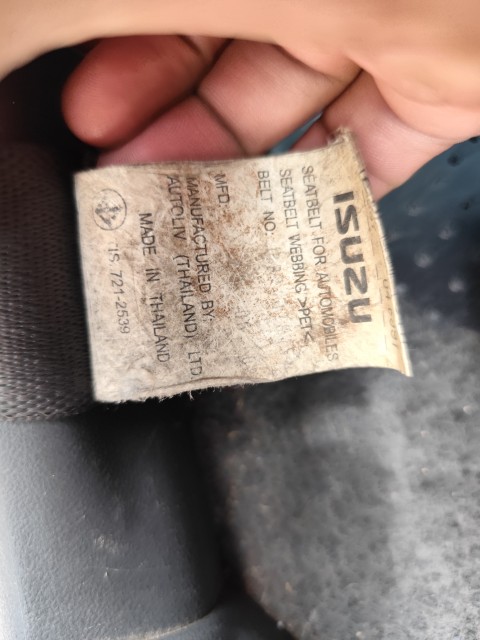 ISUZU
SEATBELT FOR AUTOMOBILES
SEATBELT WEBBING >PET<
BELT NO.
MFD.
MANUFACTURED BY:
AUTOLIV (THAILAND) LTD
MADE IN THAILAND
IS 721-2539